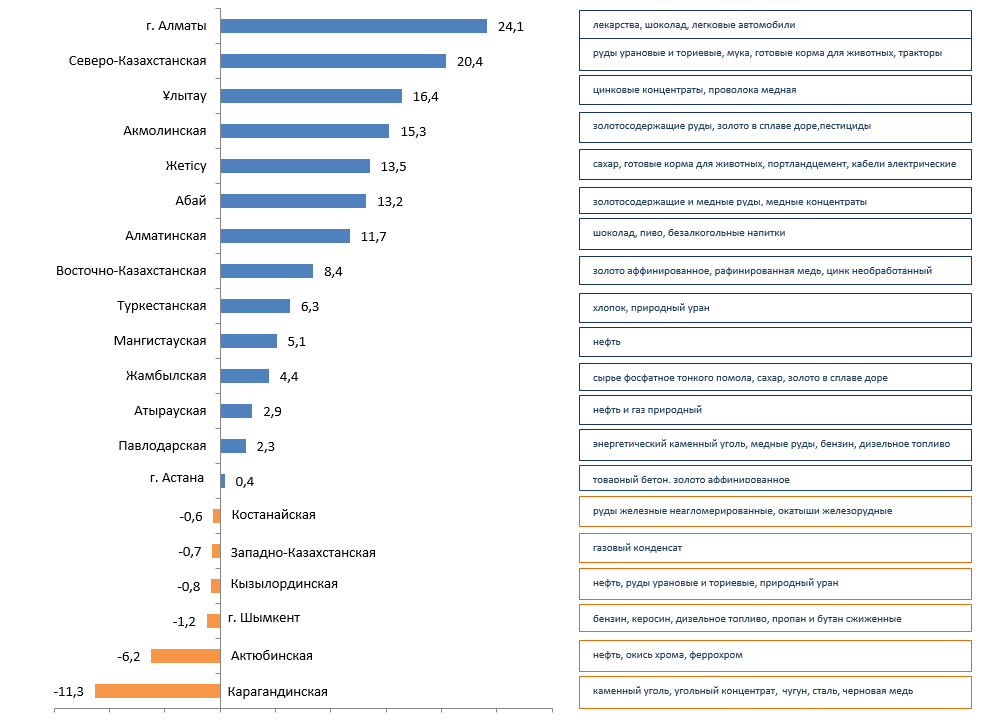 г. Алматы 24,1 лекарства, шоколад, легковые автомобили
Северо-Казахстанская 20,4 руды урановые и ториевые, мука, готовые корма для животных, тракторы
Ұлытау 16,4 цинковые концентраты, проволока медная
Акмолинская 15,3 золотосодержащие руды, золото в сплаве доре,пестициды
Жетісу 13,5 сахар, готовые корма для животных, портландцемент, кабели электрические
Абай 13,2 золотосодержащие и медные руды, медные концентраты
Алматинская 11,7 шоколад, пиво, безалкогольные напитки
Восточно-Казахстанская 8,4 золото аффинированное, рафинированная медь, цинк необработанный
Туркестанская 6,3 хлопок, природный уран
Мангистауская 5,1 нефть
Жамбылская 4,4 сырье фосфатное тонкого помола, сахар, золото в сплаве доре
Атырауская 2,9 нефть и газ природный
Павлодарская 2,3 энергетический каменный уголь, медные руды, бензин, дизельное топливо
г. Астана 0,4 товарный бетон, золото аффинированное
-0,6 Костанайская руды железные неагломерированные, окатыши железорудные
-0,7 Западно-Казахстанская газовый конденсат
-0,8 Кызылординская нефть, руды урановые и ториевые, природный уран
-1,2 г. Шымкент бензин, керосин, дизельное топливо, пропан и бутан сжиженные
-6,2 Актюбинская нефть, окись хрома, феррохром
-11,3 Карагандинская каменный уголь, угольный концентрат, чугун, сталь, черновая медь